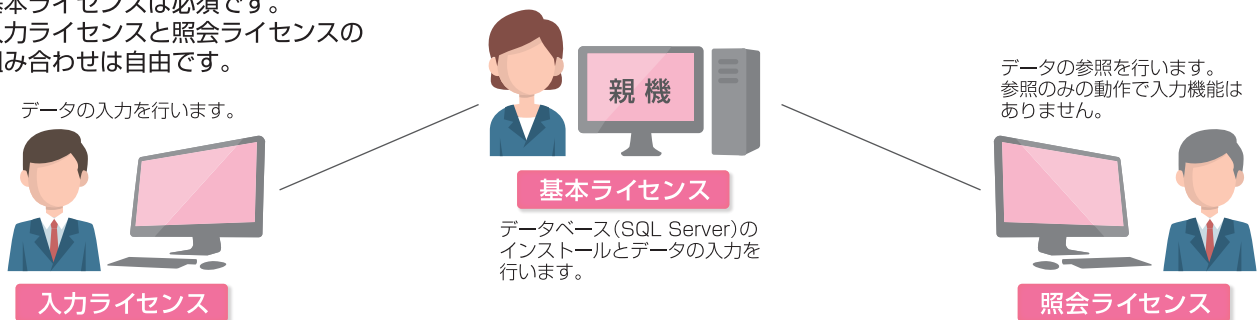 基本ライセンスは必須です。
入力ライセンスと照会ライセンスの
組み合わせは自由です。
データの入力を行います。
入力ライセンス
親機
基本ライセンス
データベース(SQL Server)の
インストールとデータの入力を
行います。
データの参照を行います。
参照のみの動作で入力機能は
ありません。
照会ライセンス